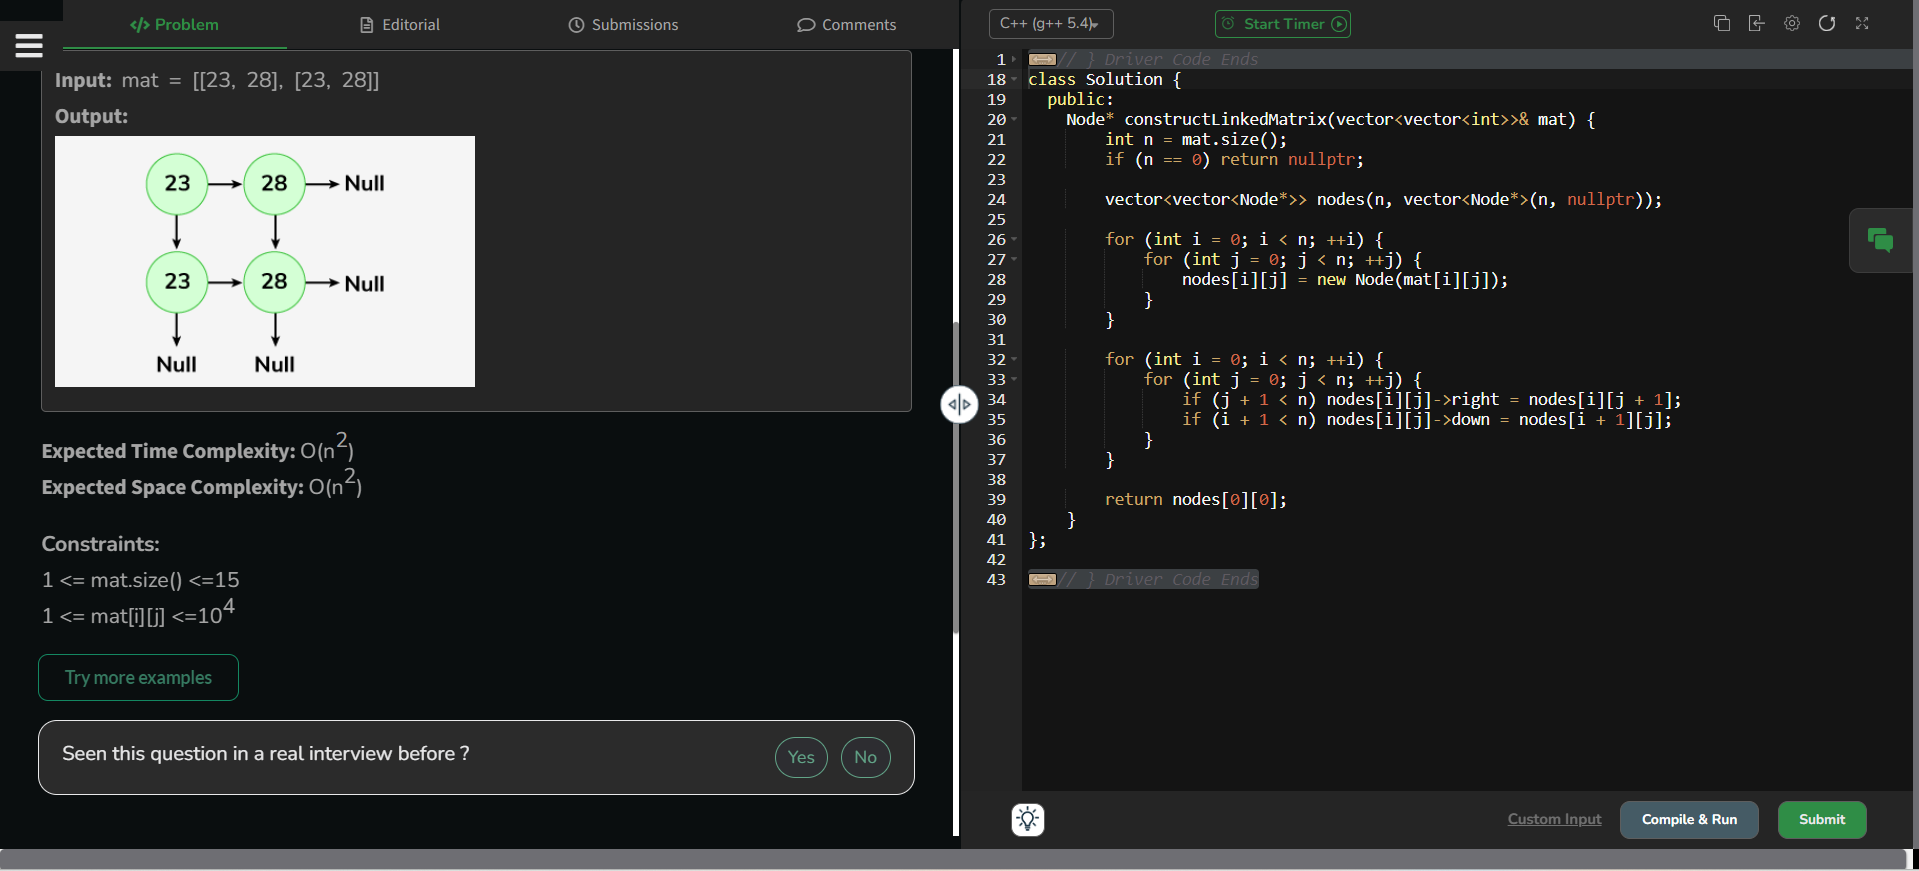 </> Problem
Editorial
Submissions
Comments
Input: mat = [[23, 28], [23, 28]]
Output:
23 28 Null
23 28 Null
Null Null
Expected Time Complexity: O(n2)
Expected Space Complexity: O(n2)
Constraints:
1 <= mat.size() <=15
1 <= mat[i][j] <=104
Try more examples
Seen this question in a real interview before ?
Yes
No
C++ (g++ 5.4)
Start Timer
1 // } Driver Code Ends
18 class Solution {
19 public:
20 Node* constructLinkedMatrix(vector<vector<int>>& mat) {
21 int n = mat.size();
22 if (n == 0) return nullptr;
23
24 vector<vector<Node*>> nodes(n, vector<Node*>(n, nullptr));
25
26 for (int i = 0; i < n; ++i) {
27 for (int j = 0; j < n; ++j) {
28 nodes[i][j] = new Node(mat[i][j]);
29 }
30 }
31
32 for (int i = 0; i < n; ++i) {
33 for (int j = 0; j < n; ++j) {
34 if (j + 1 < n) nodes[i][j]->right = nodes[i][j + 1];
35 if (i + 1 < n) nodes[i][j]->down = nodes[i + 1][j];
36 }
37 }
38
39 return nodes[0][0];
40 }
41 };
42
43 // } Driver Code Ends
Custom Input
Compile & Run
Submit